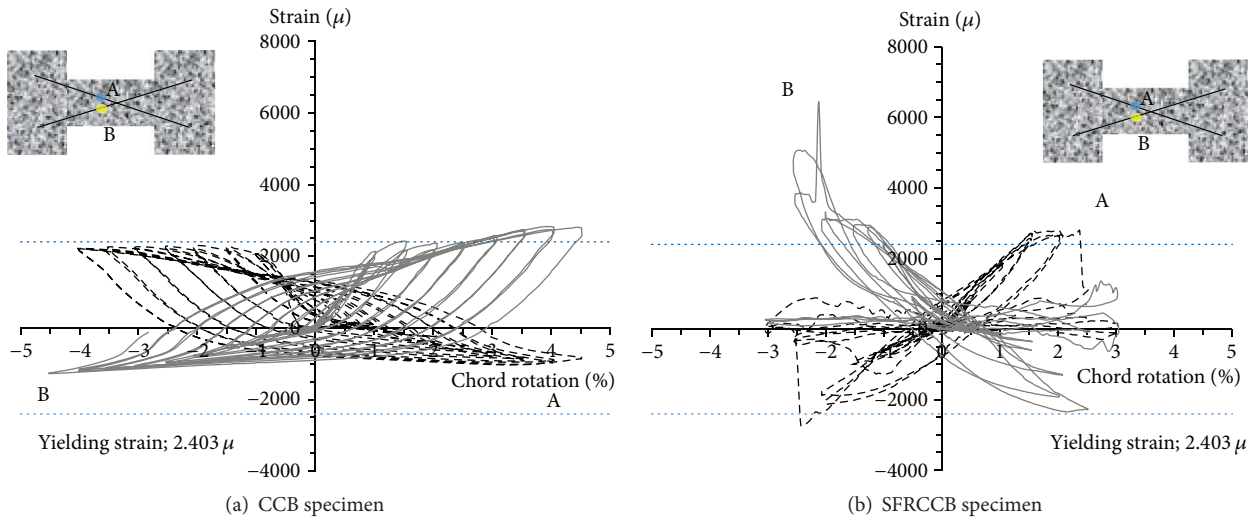 Strain (μ)
8000
6000
4000
2000
0
−2000
−4000
−5 −4 −3 −2 −1 0 1 2 3 4 5
Chord rotation (%)
A
B
A
B
Yielding strain; 2.403 μ
(a) CCB specimen
Strain (μ)
8000
6000
4000
2000
0
−2000
−4000
−5 −4 −3 −2 −1 0 1 2 3 4 5
Chord rotation (%)
B
A
A
B
Yielding strain; 2.403 μ
(b) SFRCCB specimen